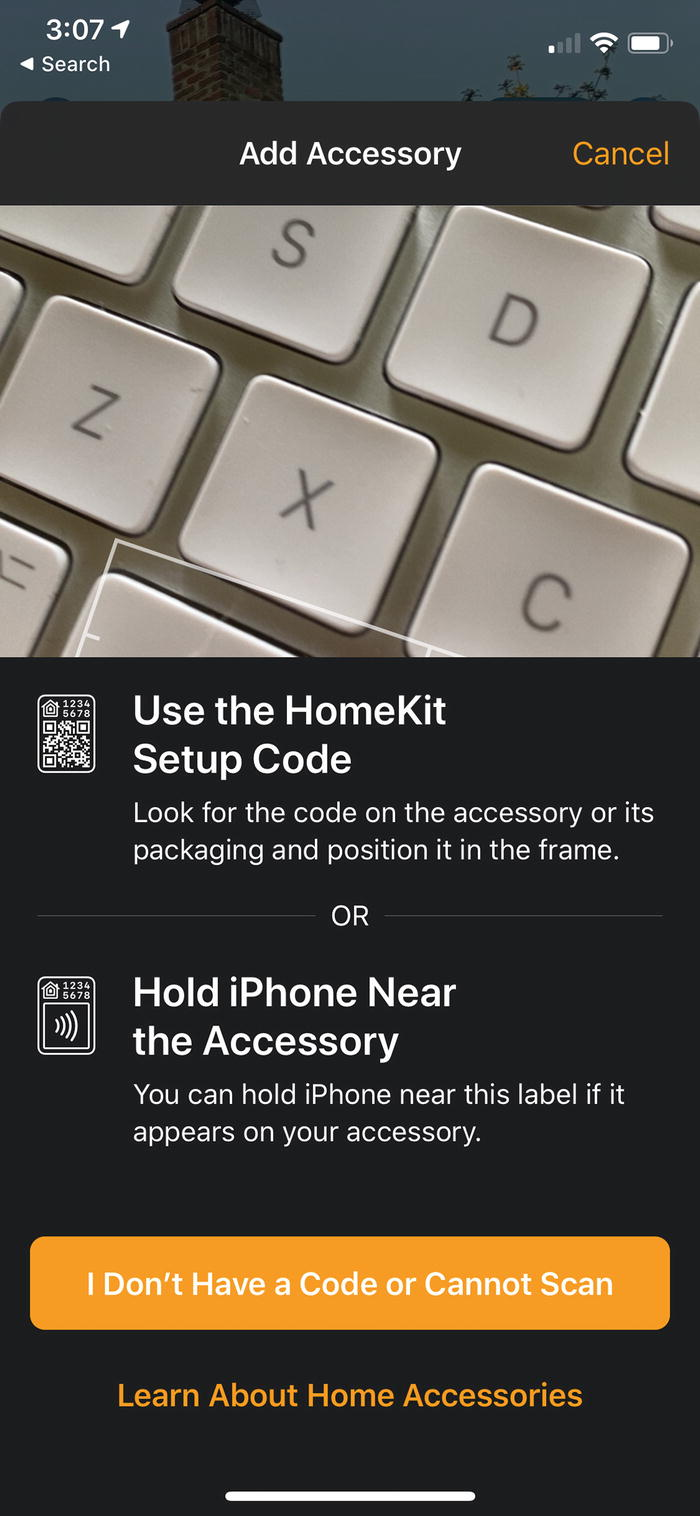 3:07
Search
Add Accessory
Cancel
S
D
Z
X
C
1234
5678
Use the HomeKit
Setup Code
Look for the code on the accessory or its
packaging and position it in the frame.
OR
1234
5678
Hold iPhone Near
the Accessory
You can hold iPhone near this label if it
appears on your accessory.
I Don’t Have a Code or Cannot Scan
Learn About Home Accessories